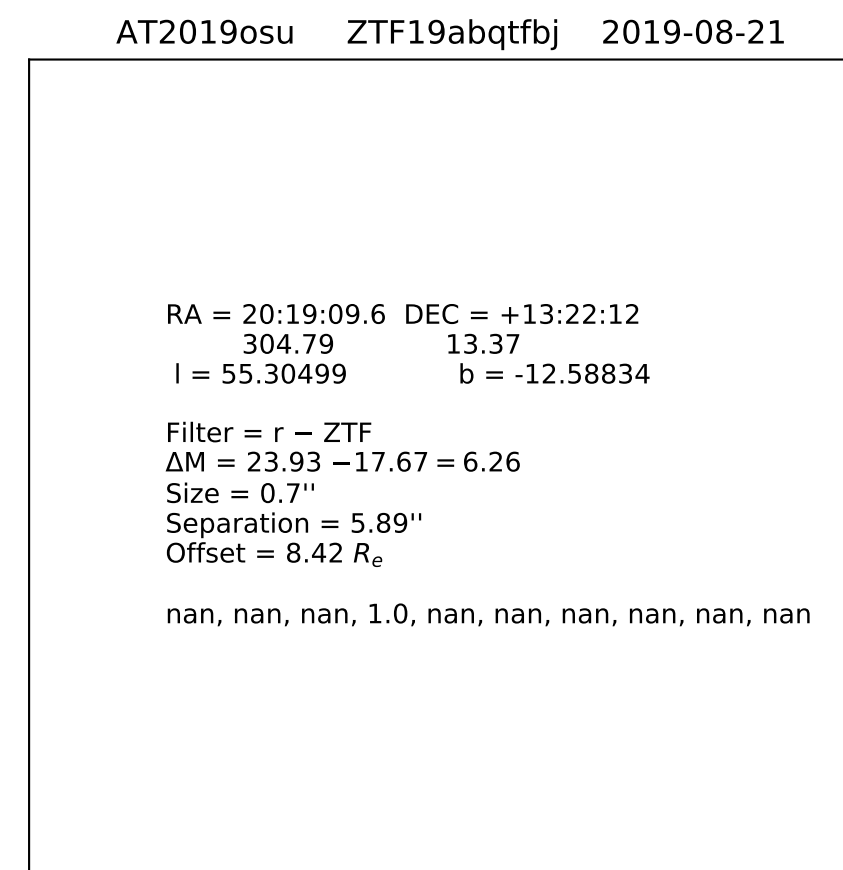 AT2019osu ZTF19abqtfbj 2019-08-21
RA = 20:19:09.6 DEC = +13:22:12
304.79 13.37
l = 55.30499 b = -12.58834
Filter = r − ZTF
ΔM = 23.93 −17.67 = 6.26
Size = 0.7''
Separation = 5.89''
Offset = 8.42 Re
nan, nan, nan, 1.0, nan, nan, nan, nan, nan, nan